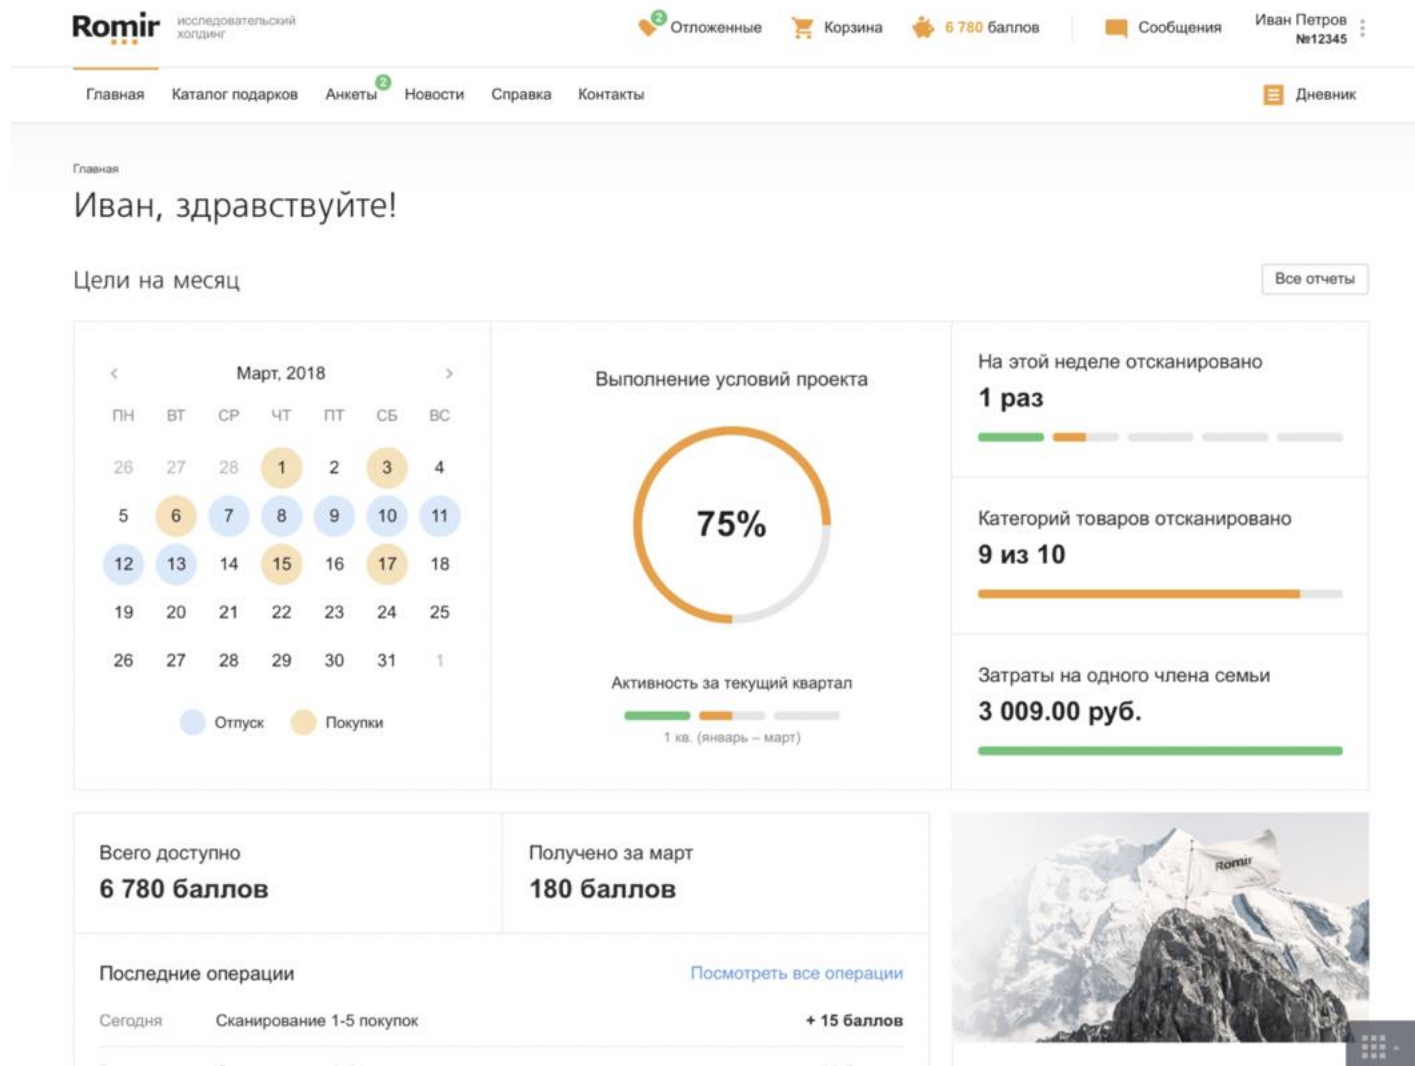 Romir
исследовательский
холдинг
2
Отложенные
Корзина
6 780 баллов
Сообщения
Иван Петров
№12345
Главная
Каталог подарков
Анкеты
2
Новости
Справка
Контакты
Дневник
Главная
Иван, здравствуйте!
Цели на месяц
Все отчеты
Март, 2018
ПН ВТ СР ЧТ ПТ СБ ВС
26 27 28 1 2 3 4
5 6 7 8 9 10 11
12 13 14 15 16 17 18
19 20 21 22 23 24 25
26 27 28 29 30 31 1
Отпуск
Покупки
Выполнение условий проекта
75%
Активность за текущий квартал
1 кв. (январь – март)
На этой неделе отсканировано
1 раз
Категорий товаров отсканировано
9 из 10
Затраты на одного члена семьи
3 009.00 руб.
Всего доступно
6 780 баллов
Получено за март
180 баллов
Romir
Последние операции
Посмотреть все операции
Сегодня
Сканирование 1-5 покупок
+ 15 баллов